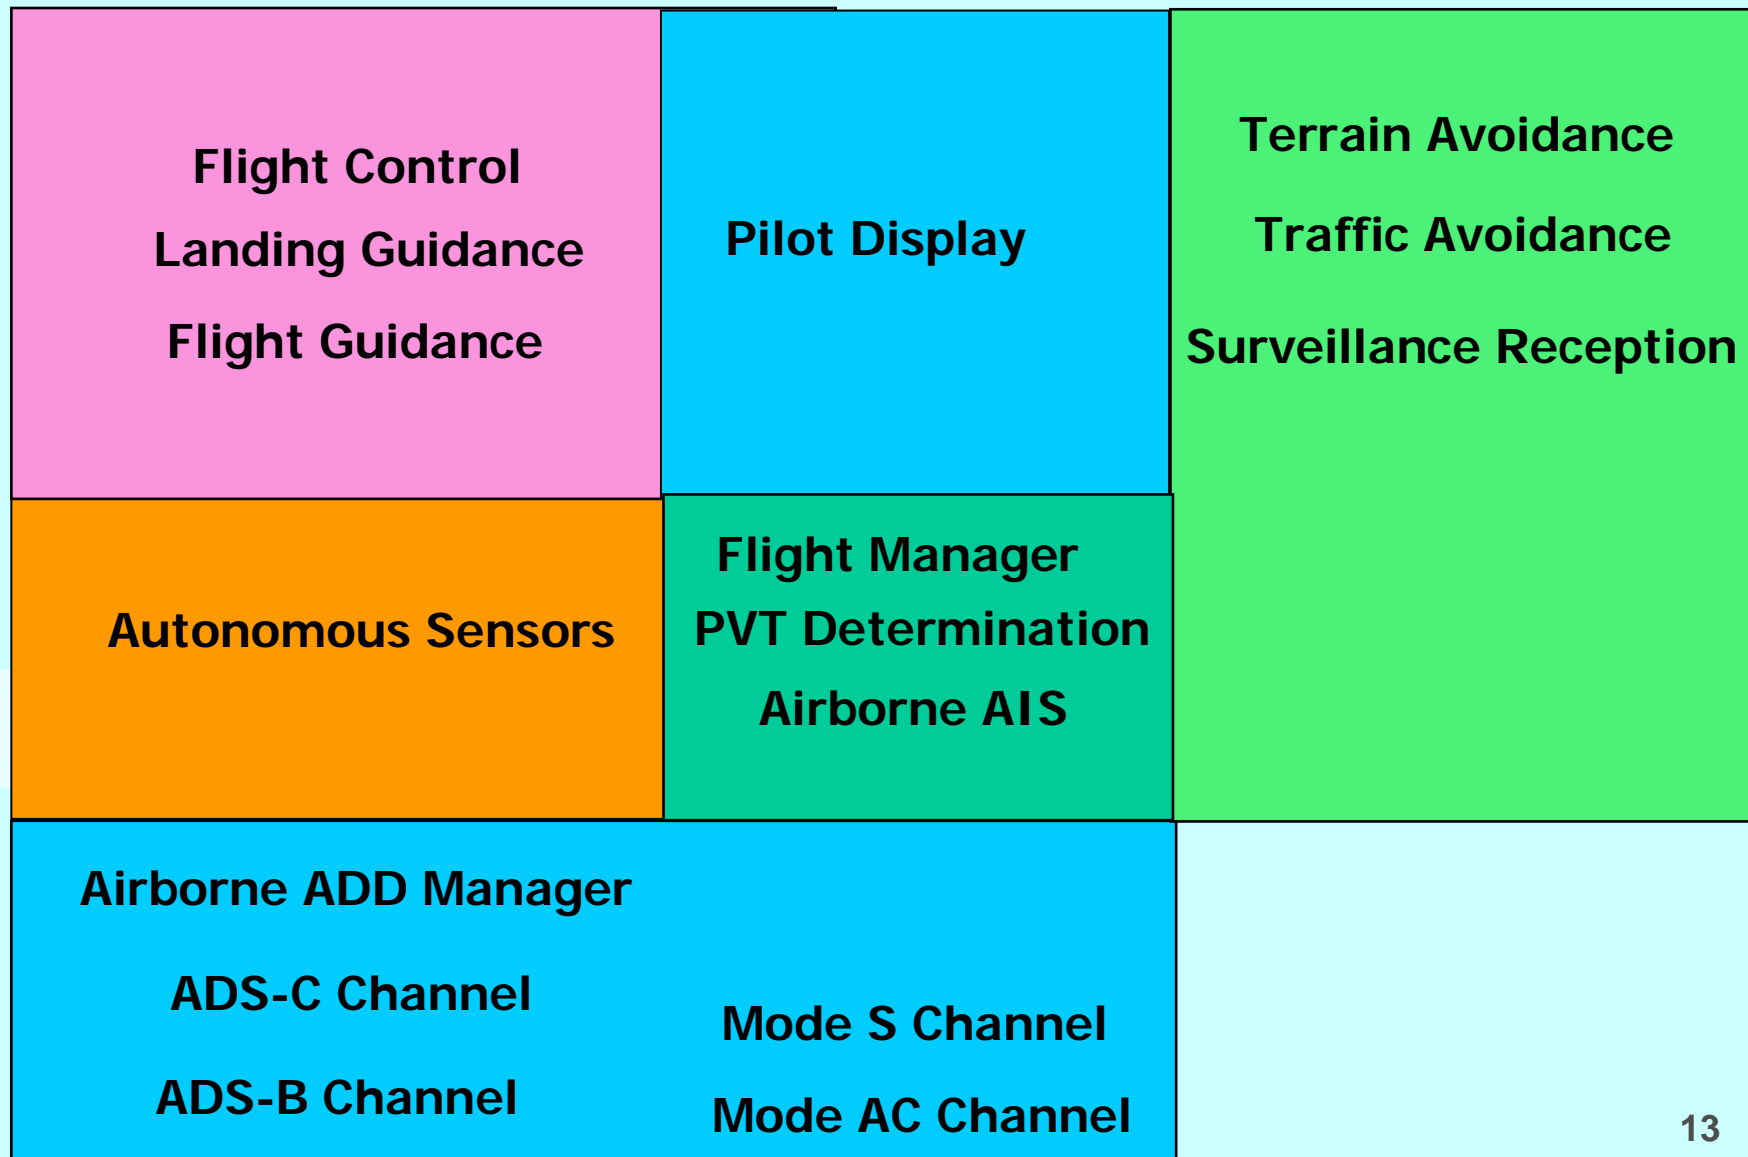 Flight Control
Landing Guidance
Flight Guidance
Pilot Display
Terrain Avoidance
Traffic Avoidance
Surveillance Reception
Autonomous Sensors
Flight Manager
PVT Determination
Airborne AIS
Airborne ADD Manager
ADS-C Channel
ADS-B Channel
Mode S Channel
Mode AC Channel
13